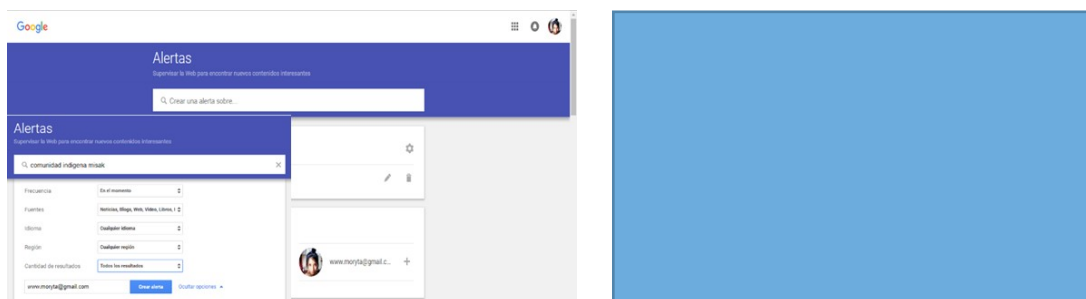 Google
Alertas
Supervisar la Web para encontrar nuevos contenidos interesantes
Crear una alerta sobre...
Alertas
Supervisar la Web para encontrar nuevos contenidos interesantes
comunidad indigena misak
Frecuencia En el momento
Fuentes Noticias, Blogs, Web, Video, Libros,
Idioma Cualquier idioma
Región Cualquier región
Cantidad de resultados Todos los resultados
www.moryta@gmail.com Crear alerta Ocultar opciones
www.moryta@gmail.c...